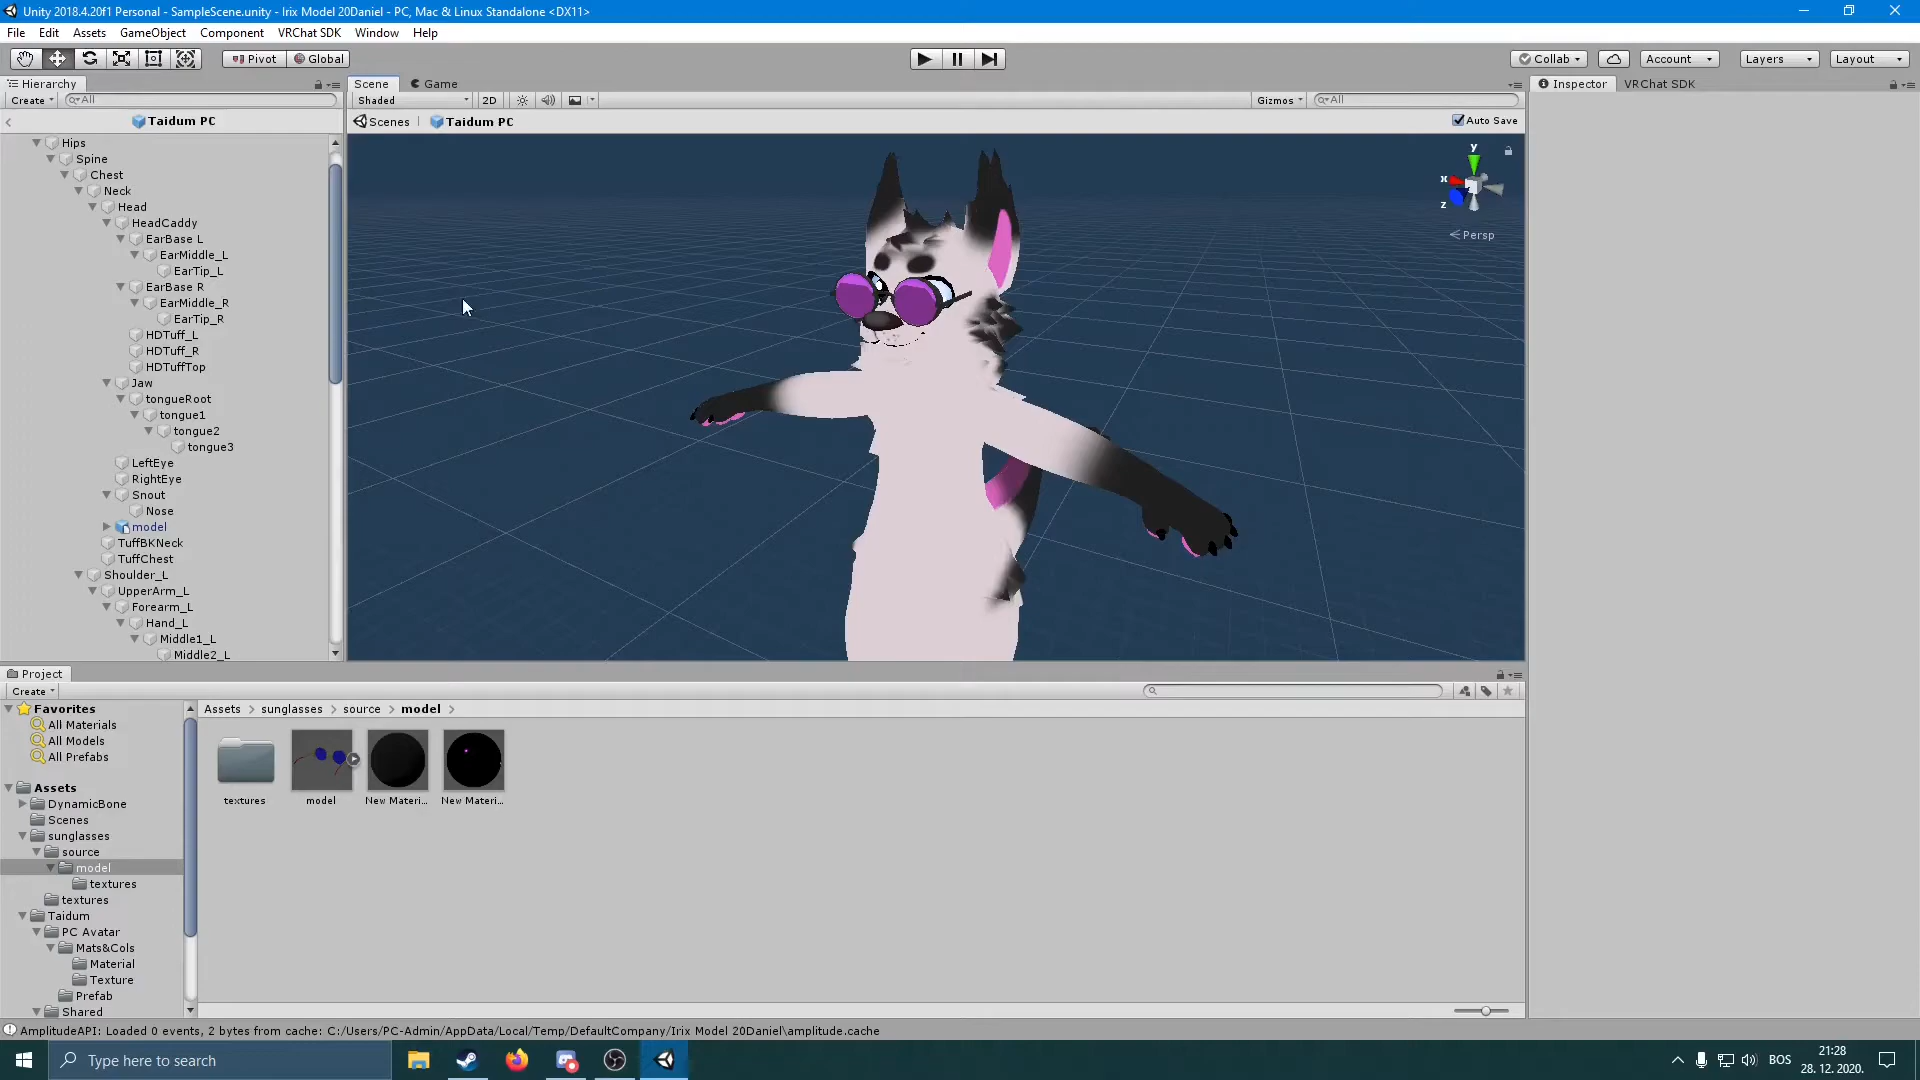 Unity 2018.4.20f1 Personal - SampleScene.unity - Irix Model 20Daniel - PC, Mac & Linux Standalone <DX11>
File Edit Assets GameObject Component VRChat SDK Window Help
Pivot Global Collab Account Layers Layout
Hierarchy Scene Game Inspector VRChat SDK
Create All Shaded 2D Gizmos All
Taidum PC Scenes Taidum PC Auto Save
Hips
Spine
Chest
Neck
Head
HeadCaddy
EarBase L
EarMiddle_L
EarTip_L
EarBase R
EarMiddle_R
EarTip_R
HDTuff_L
HDTuff_R
HDTuffTop
Jaw
tongueRoot
tongue1
tongue2
tongue3
LeftEye
RightEye
Snout
Nose
model
TuffBKNeck
TuffChest
Shoulder_L
UpperArm_L
Forearm_L
Hand_L
Middle1_L
Middle2_L
y
x
z
Persp
Project
Create
Favorites
All Materials
All Models
All Prefabs
Assets
DynamicBone
Scenes
sunglasses
source
model
textures
textures
Taidum
PC Avatar
Mats&Cols
Material
Texture
Prefab
Shared
Assets > sunglasses > source > model >
textures model New Materi... New Materi...
AmplitudeAPI: Loaded 0 events, 2 bytes from cache: C:/Users/PC-Admin/AppData/Local/Temp/DefaultCompany/Irix Model 20Daniel\amplitude.cache
Type here to search
BOS
21:28
28. 12. 2020.